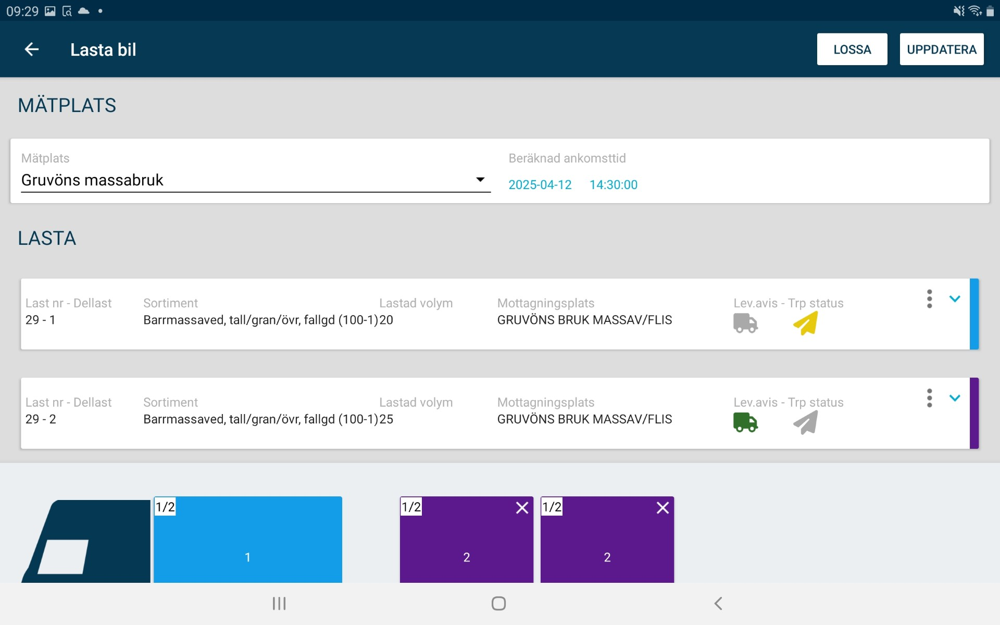 09:29
Lasta bil
LOSSA
UPPDATERA
MÄTPLATS
Mätplats
Beräknad ankomsttid
Gruvöns massabruk
2025-04-12 14:30:00
LASTA
Last nr - Dellast Sortiment Lastad volym Mottagningsplats Lev.avis - Trp status
29 - 1 Barrmassaved, tall/gran/övr, fallgd (100-1) 20 GRUVÖNS BRUK MASSAV/FLIS
Last nr - Dellast Sortiment Lastad volym Mottagningsplats Lev.avis - Trp status
29 - 2 Barrmassaved, tall/gran/övr, fallgd (100-1) 25 GRUVÖNS BRUK MASSAV/FLIS
1/2 1/2 1/2
1 2 2